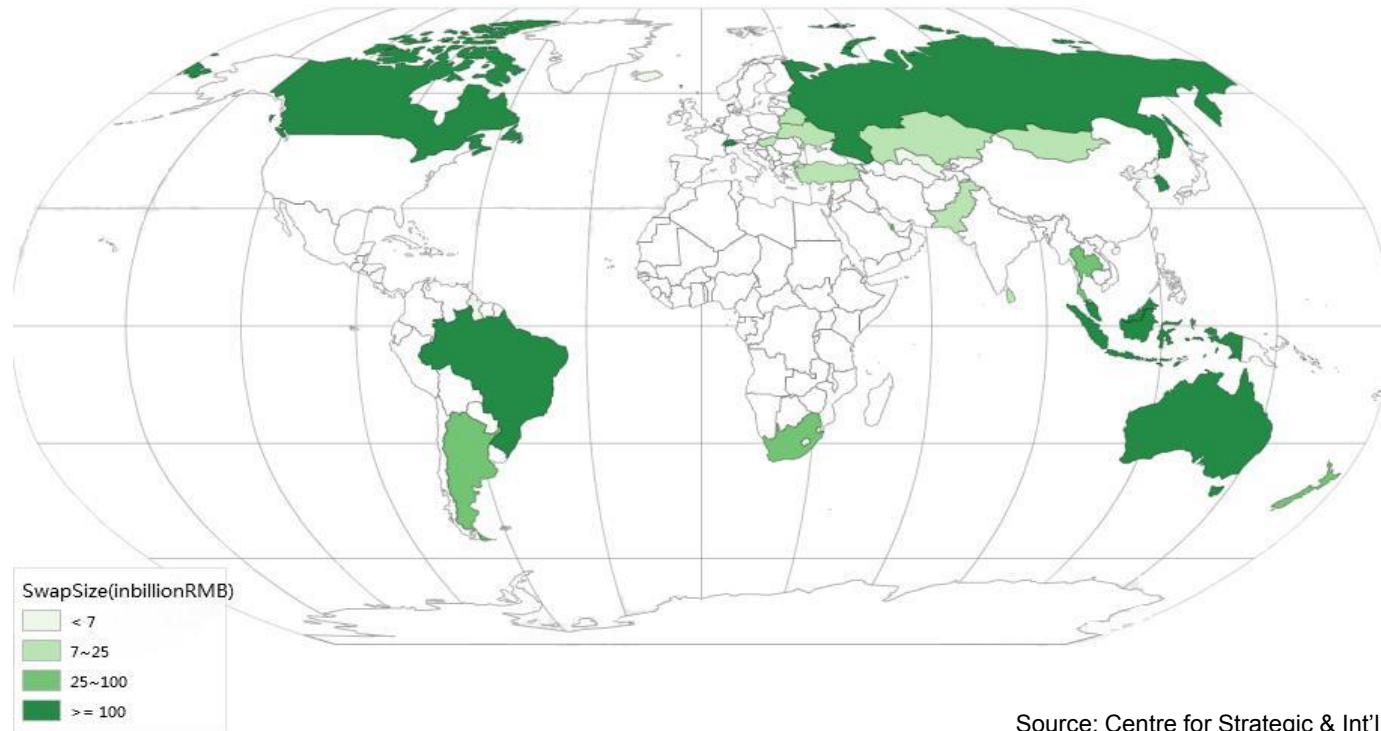 SwapSize(inbillionRMB)
< 7
7~25
25~100
>= 100
Source: Centre for Strategic & Int'l